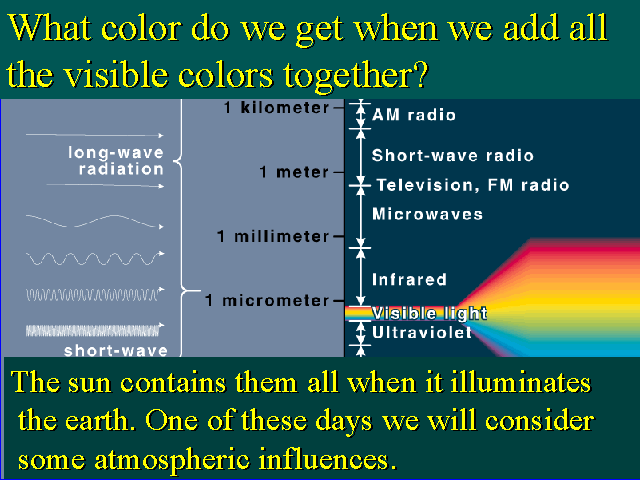 What color do we get when we add all
the visible colors together?
1 kilometer
AM radio
long-wave
radiation
Short-wave radio
1 meter
Television, FM radio
Microwaves
1 millimeter
Infrared
1 micrometer
Visible light
Ultraviolet
short-wave
The sun contains them all when it illuminates
the earth. One of these days we will consider
some atmospheric influences.